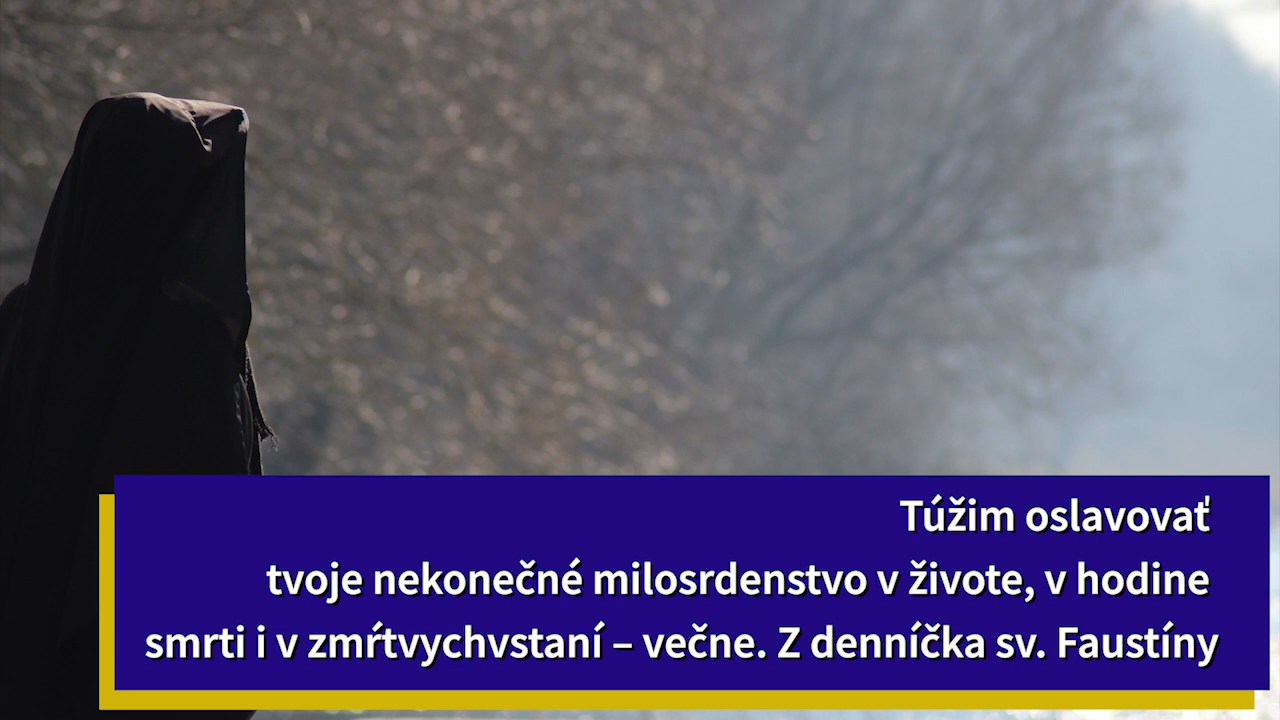 Túžim oslavovať
tvoje nekonečné milosrdenstvo v živote, v hodine
smrti i v zmŕtvychvstaní – večne. Z denníčka sv. Faustíny